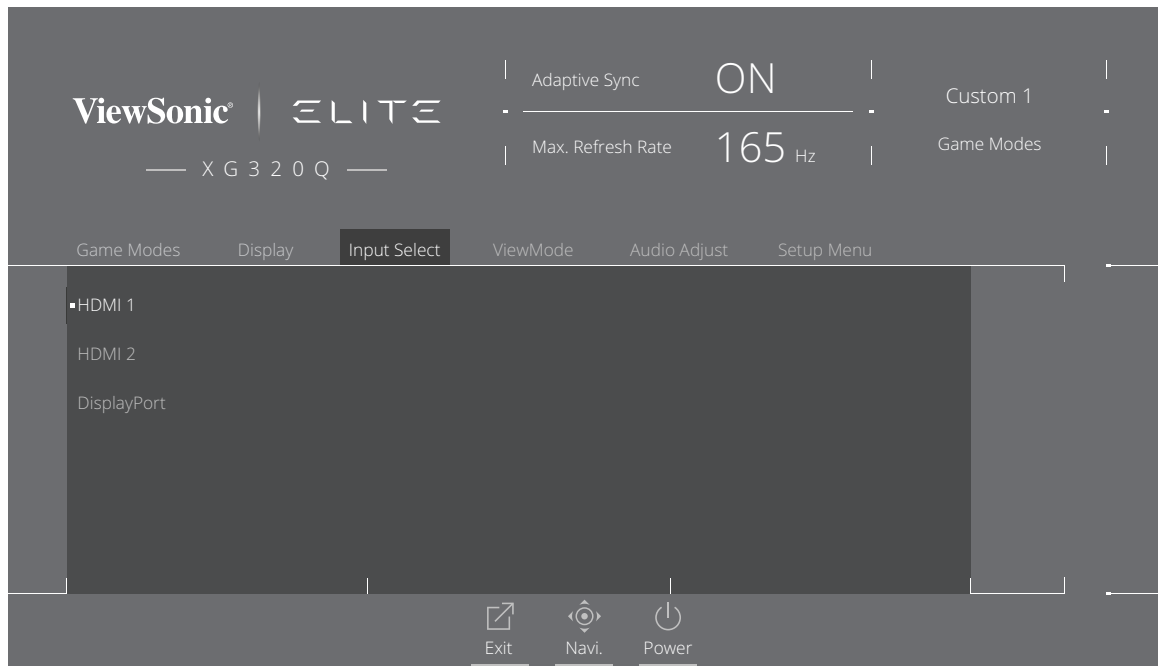 ViewSonic® ELITE
XG320Q
Adaptive Sync ON
Max. Refresh Rate 165 Hz
Custom 1
Game Modes
Game Modes Display Input Select ViewMode Audio Adjust Setup Menu
HDMI 1
HDMI 2
DisplayPort
Exit Navi. Power